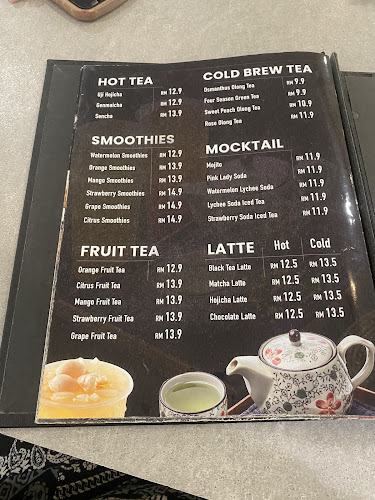 HOT TEA
Uji Hojicha RM 12.9
Genmaicha RM 12.9
Sencha RM 13.9
SMOOTHIES
Watermelon Smoothies RM 12.9
Orange Smoothies RM 13.9
Mango Smoothies RM 13.9
Strawberry Smoothies RM 14.9
Grape Smoothies RM 14.9
Citrus Smoothies RM 14.9
FRUIT TEA
Orange Fruit Tea RM 12.9
Citrus Fruit Tea RM 13.9
Mango Fruit Tea RM 13.9
Strawberry Fruit Tea RM 13.9
Grape Fruit Tea RM 13.9
COLD BREW TEA
Osmanthus Olong Tea RM 9.9
Four Season Green Tea RM 9.9
Sweet Peach Olong Tea RM 10.9
Rose Olong Tea RM 11.9
MOCKTAIL
Mojito RM 11.9
Pink Lady Soda RM 11.9
Watermelon Lychee Soda RM 11.9
Lychee Soda Iced Tea RM 11.9
Strawberry Soda Iced Tea RM 11.9
LATTE Hot Cold
Black Tea Latte RM 12.5 RM 13.5
Matcha Latte RM 12.5 RM 13.5
Hojicha Latte RM 12.5 RM 13.5
Chocolate Latte RM 12.5 RM 13.5